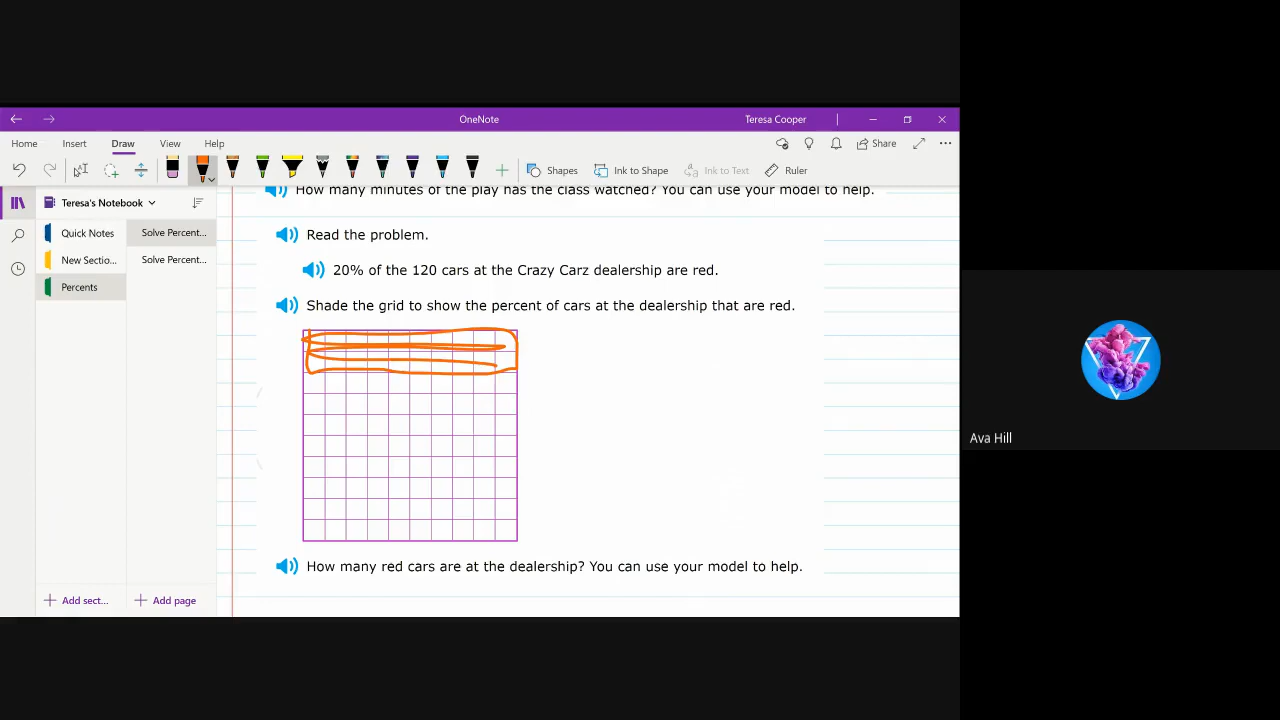 OneNote
Teresa Cooper
Home Insert Draw View Help
Share
Shapes Ink to Shape Ink to Text Ruler
Teresa's Notebook
Quick Notes
New Sectio...
Percents
Solve Percent...
Solve Percent...
How many minutes of the play has the class watched? You can use your model to help.
Read the problem.
20% of the 120 cars at the Crazy Carz dealership are red.
Shade the grid to show the percent of cars at the dealership that are red.
How many red cars are at the dealership? You can use your model to help.
Add sect...
Add page
Ava Hill